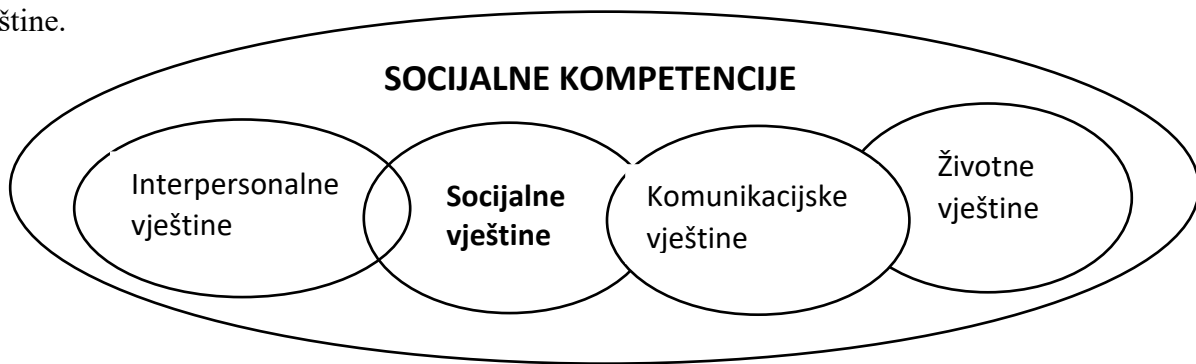 štine.
SOCIJALNE KOMPETENCIJE
Interpersonalne
vještine
Socijalne
vještine
Komunikacijske
vještine
Životne
vještine